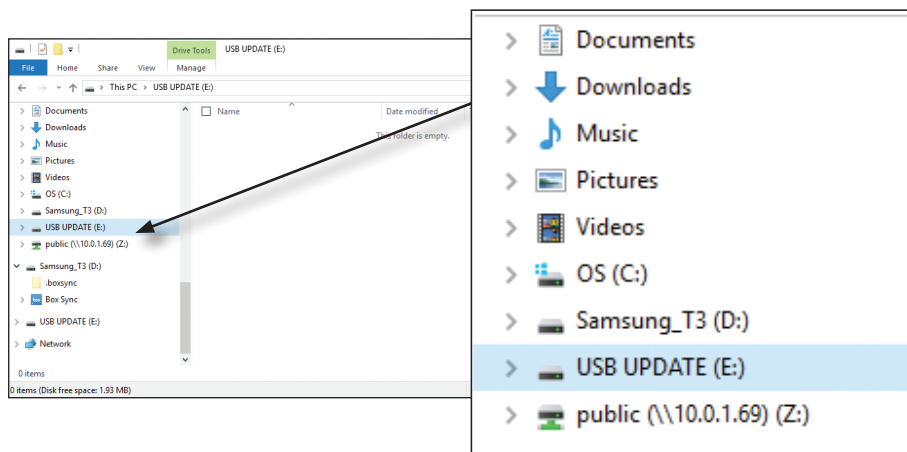 Drive Tools USB UPDATE (E:)
File Home Share View Manage
This PC > USB UPDATE (E:)
Documents
Downloads
Music
Pictures
Videos
OS (C:)
Samsung_T3 (D:)
USB UPDATE (E:)
public (\\10.0.1.69) (Z:)
Samsung_T3 (D:)
.boxsync
Box Sync
USB UPDATE (E:)
Network
Name Date modified
This folder is empty.
0 items
0 items (Disk free space: 1.93 MB)
Documents
Downloads
Music
Pictures
Videos
OS (C:)
Samsung_T3 (D:)
USB UPDATE (E:)
public (\\10.0.1.69) (Z:)